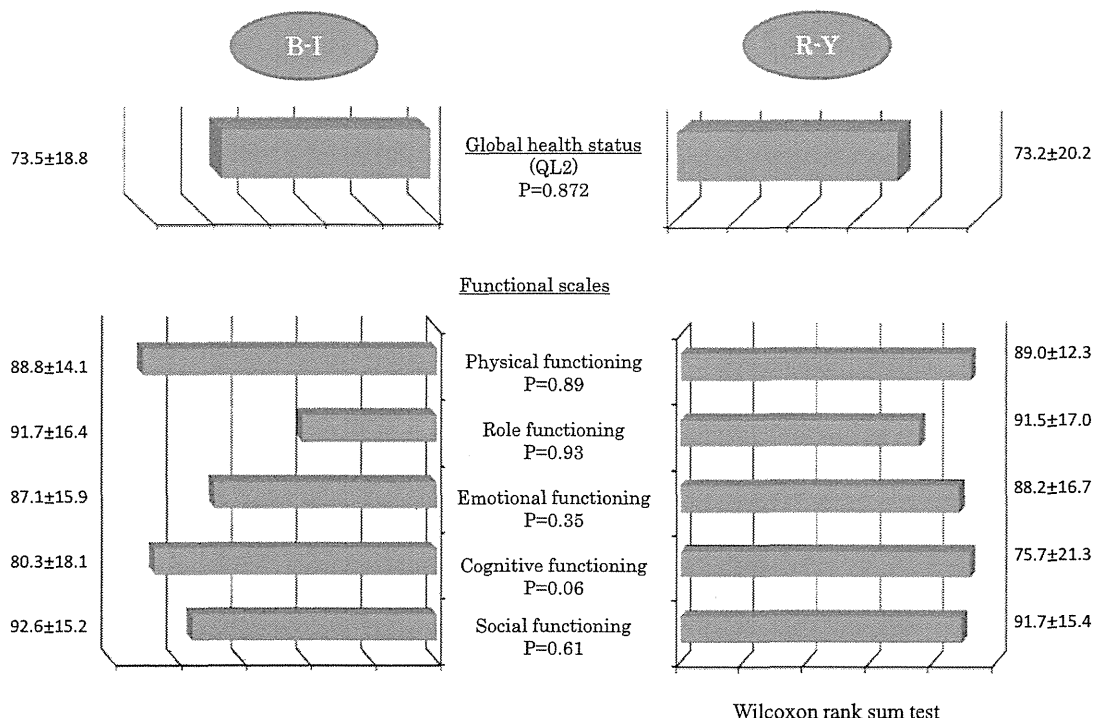 B-I
R-Y
73.5±18.8
Global health status
(QL2)
P=0.872
73.2±20.2
Functional scales
88.8±14.1
Physical functioning
P=0.89
89.0±12.3
91.7±16.4
Role functioning
P=0.93
91.5±17.0
87.1±15.9
Emotional functioning
P=0.35
88.2±16.7
80.3±18.1
Cognitive functioning
P=0.06
75.7±21.3
92.6±15.2
Social functioning
P=0.61
91.7±15.4
Wilcoxon rank sum test